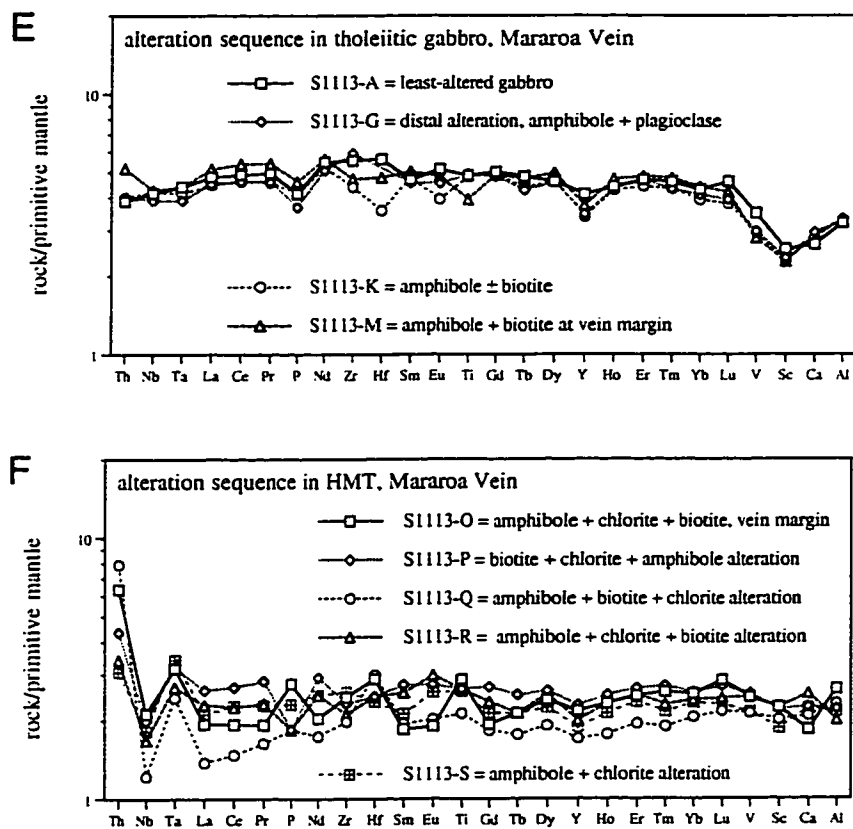 E
alteration sequence in tholeiitic gabbro, Mararoa Vein
S1113-A = least-altered gabbro
10
S1113-G = distal alteration, amphibole + plagioclase
rock/primitive mantle
S1113-K = amphibole ± biotite
S1113-M = amphibole + biotite at vein margin
1
Th Nb Ta La Ce Pr P Nd Zr Hf Sm Eu Ti Gd Tb Dy Y Ho Er Tm Yb Lu V Sc Ca Al
F
alteration sequence in HMT, Mararoa Vein
S1113-O = amphibole + chlorite + biotite, vein margin
10
S1113-P = biotite + chlorite + amphibole alteration
S1113-Q = amphibole + biotite + chlorite alteration
S1113-R = amphibole + chlorite + biotite alteration
rock/primitive mantle
S1113-S = amphibole + chlorite alteration
1
Th Nb Ta La Ce Pr P Nd Zr Hf Sm Eu Ti Gd Tb Dy Y Ho Er Tm Yb Lu V Sc Ca Al